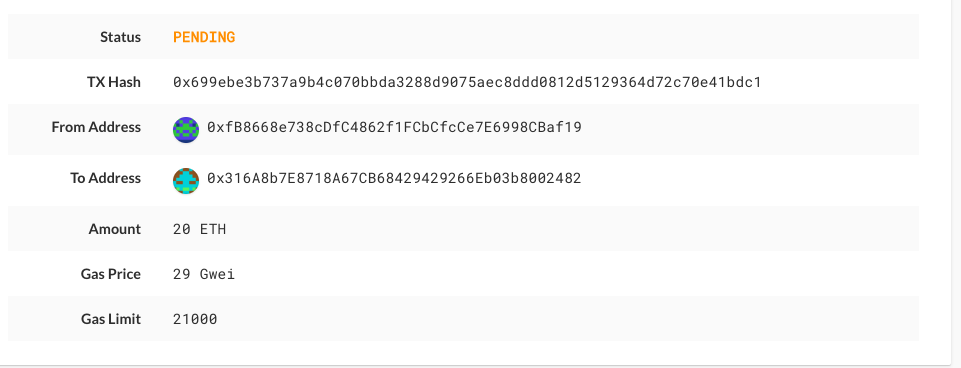 Status PENDING
TX Hash 0x699ebe3b737a9b4c070bbda3288d9075aec8ddd0812d5129364d72c70e41bdc1
From Address 0xfB8668e738cDfC4862f1FCbCfcCe7E6998CBaf19
To Address 0x316A8b7E8718A67CB68429429266Eb03b8002482
Amount 20 ETH
Gas Price 29 Gwei
Gas Limit 21000